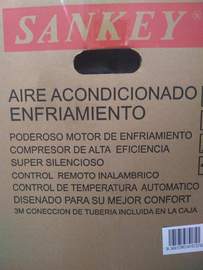 SANKEY®
AIRE ACONDICIONADO
ENFRIAMIENTO
PODEROSO MOTOR DE ENFRIAMIENTO
COMPRESOR DE ALTA EFICIENCIA
SUPER SILENCIOSO
CONTROL REMOTO INALAMBRICO
CONTROL DE TEMPERATURA AUTOMATICO
DISENADO PARA SU MEJOR CONFORT
3M CONECCION DE TUBERIA INCLUIDA EN LA CAJA